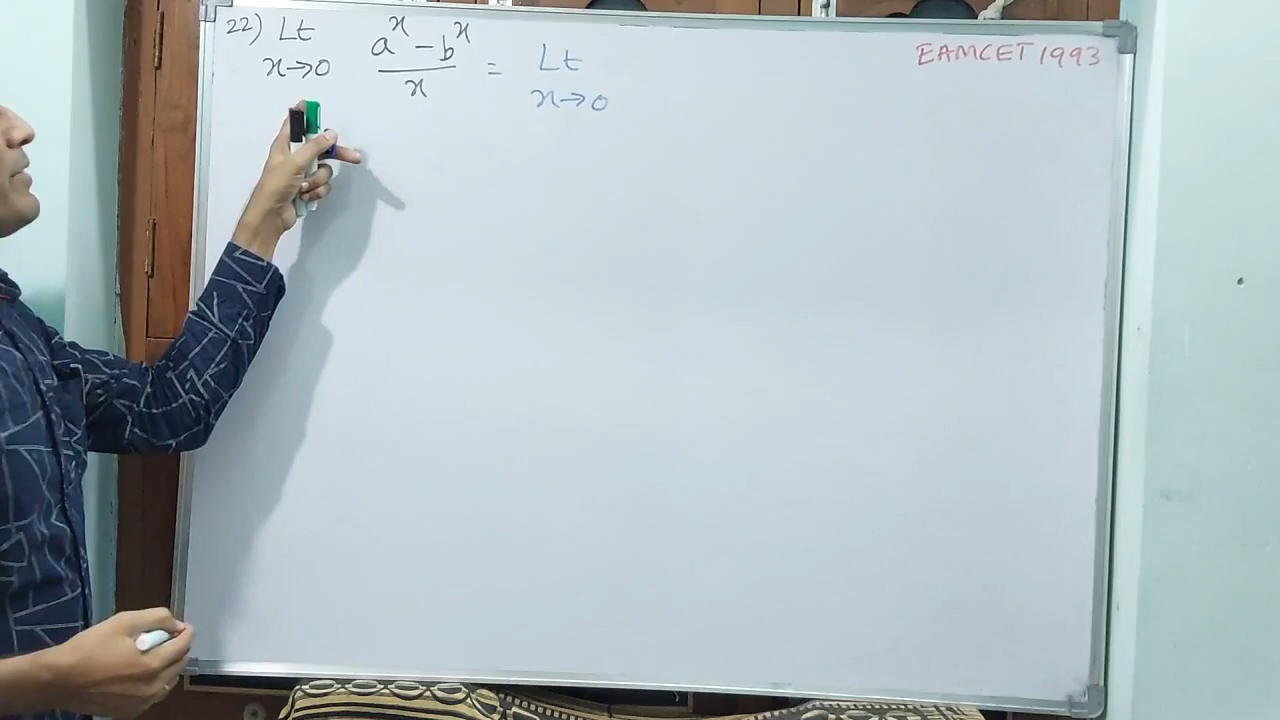 22) Lt a^x - b^x = Lt EAMCET 1993
x→0 x x→0